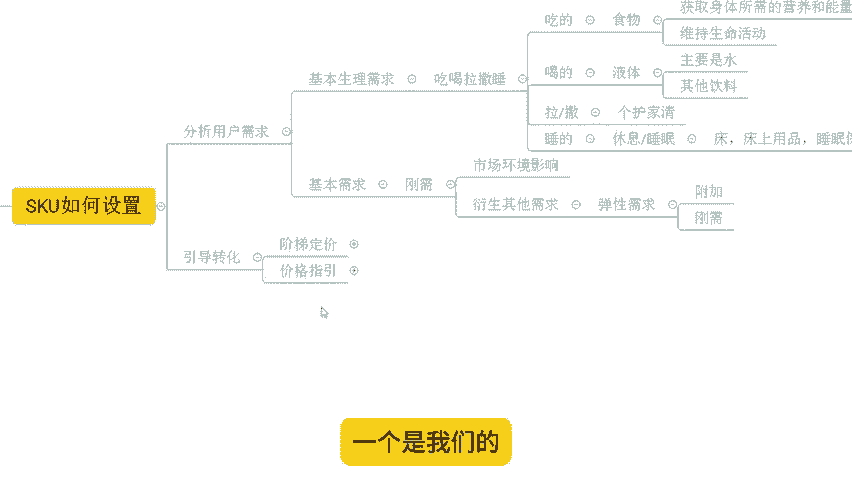 获取身体所需的营养和能量
吃的 食物
维持生命活动
主要是水
喝的 液体
其他饮料
基本生理需求 吃喝拉撒睡
拉/撒 个护家清
分析用户需求
睡的 休息/睡眠 床，床上用品，睡眠
市场环境影响
基本需求 刚需
附加
衍生其他需求 弹性需求
刚需
SKU如何设置
阶梯定价
引导转化
价格指引
一个是我们的